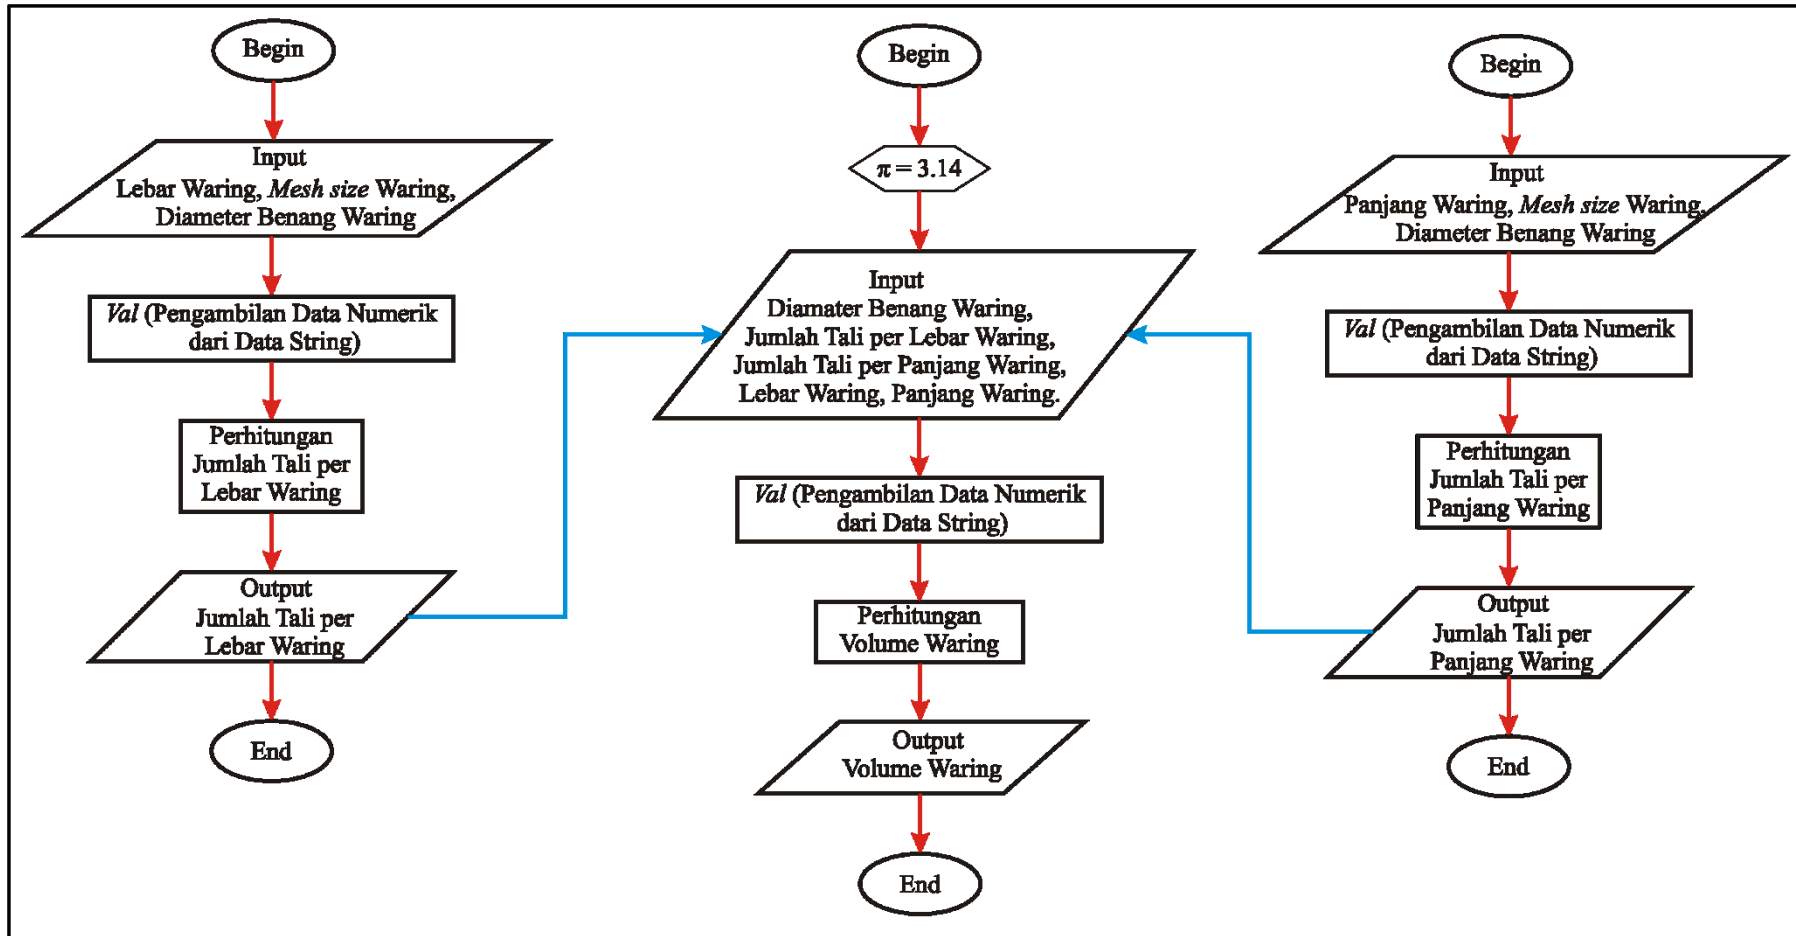 Begin
Input
Lebar Waring, Mesh size Waring,
Diameter Benang Waring
Val (Pengambilan Data Numerik
dari Data String)
Perhitungan
Jumlah Tali per
Lebar Waring
Output
Jumlah Tali per
Lebar Waring
End
Begin
π = 3.14
Input
Diamater Benang Waring,
Jumlah Tali per Lebar Waring,
Jumlah Tali per Panjang Waring,
Lebar Waring, Panjang Waring.
Val (Pengambilan Data Numerik
dari Data String)
Perhitungan
Volume Waring
Output
Volume Waring
End
Begin
Input
Panjang Waring, Mesh size Waring,
Diameter Benang Waring
Val (Pengambilan Data Numerik
dari Data String)
Perhitungan
Jumlah Tali per
Panjang Waring
Output
Jumlah Tali per
Panjang Waring
End